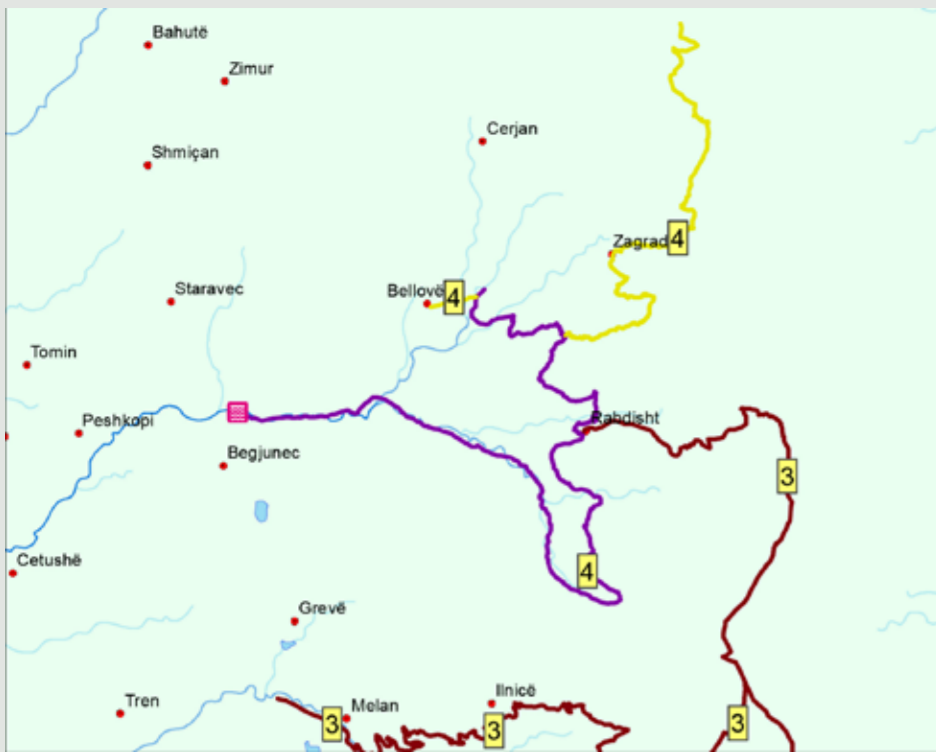 Bahutë
Zimur
Cerjan
Shmiçan
Zagrad
4
Staravec
Bellovë
4
Tomin
Peshkopi
Rabdisht
Begjunec
3
Cetushë
4
Grevë
Tren
Melan
Ilnicë
3
3
3